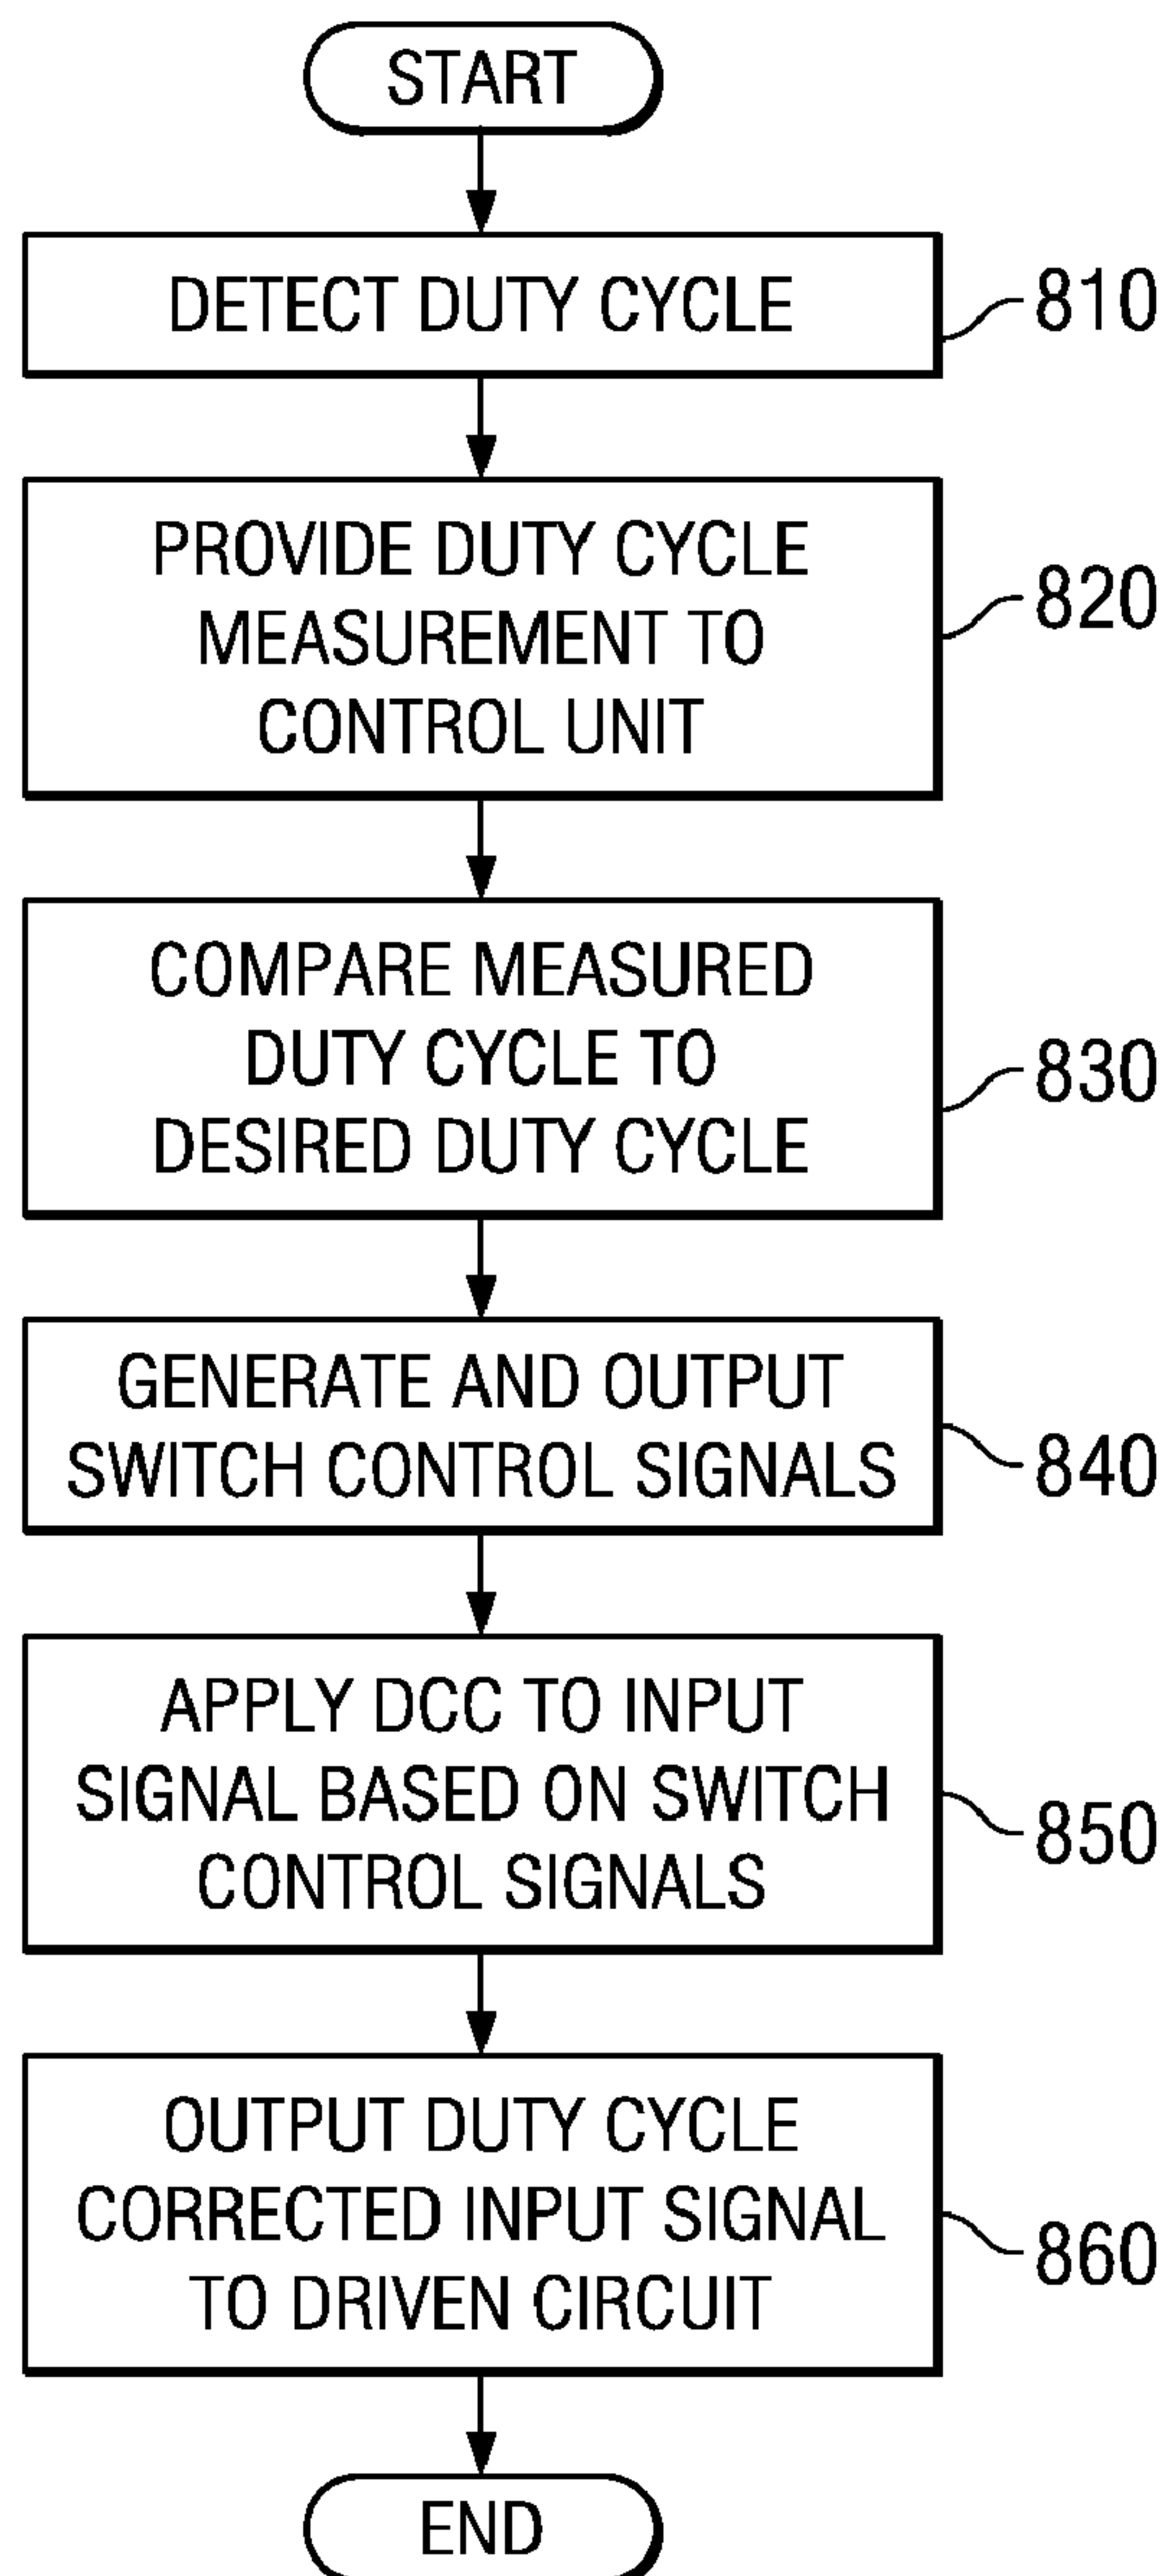 START
DETECT DUTY CYCLE
810
PROVIDE DUTY CYCLE
MEASUREMENT TO
CONTROL UNIT
820
COMPARE MEASURED
DUTY CYCLE TO
DESIRED DUTY CYCLE
830
GENERATE AND OUTPUT
SWITCH CONTROL SIGNALS
840
APPLY DCC TO INPUT
SIGNAL BASED ON SWITCH
CONTROL SIGNALS
850
OUTPUT DUTY CYCLE
CORRECTED INPUT SIGNAL
TO DRIVEN CIRCUIT
860
END